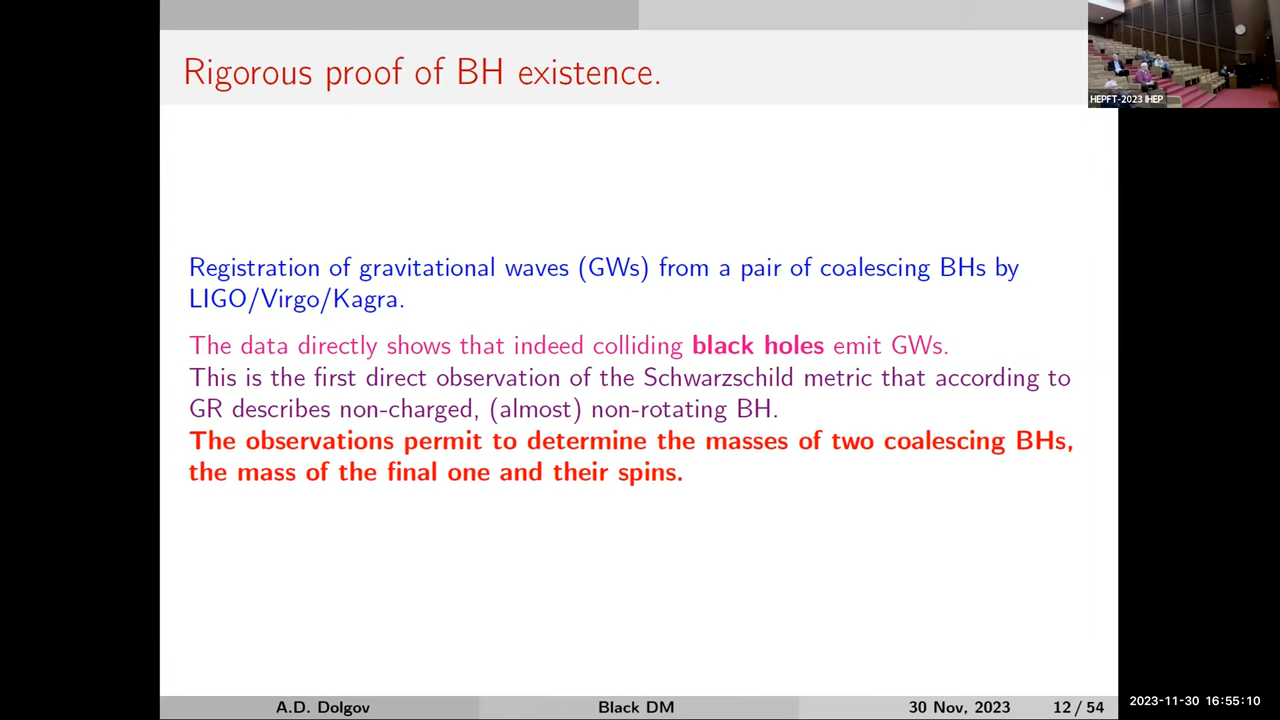 Rigorous proof of BH existence.
HEPFT-2023 IHEP
Registration of gravitational waves (GWs) from a pair of coalescing BHs by
LIGO/Virgo/Kagra.
The data directly shows that indeed colliding black holes emit GWs.
This is the first direct observation of the Schwarzschild metric that according to
GR describes non-charged, (almost) non-rotating BH.
The observations permit to determine the masses of two coalescing BHs,
the mass of the final one and their spins.
A.D. Dolgov Black DM 30 Nov, 2023 12 / 54
2023-11-30 16:55:10